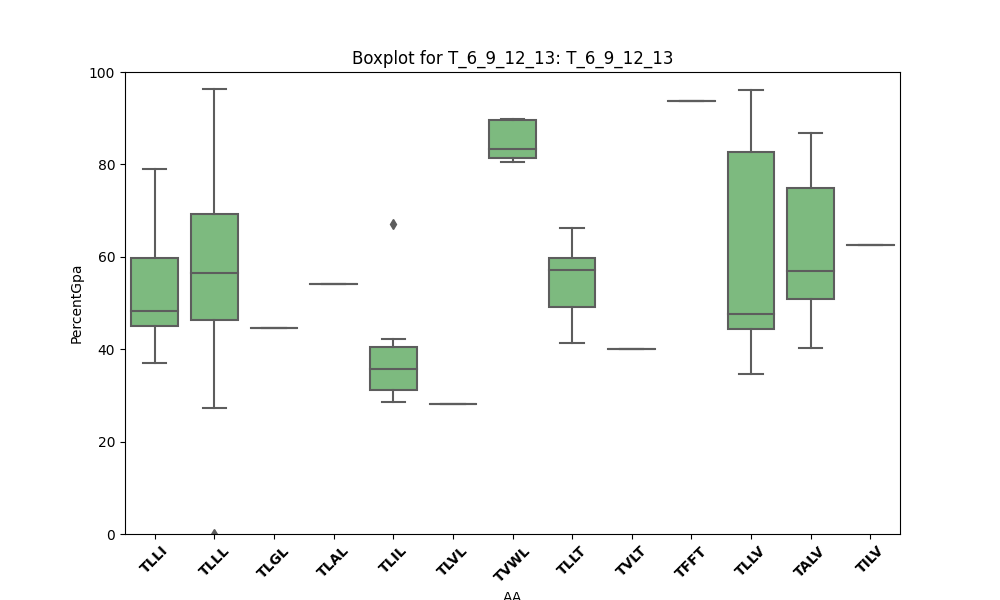 Boxplot for T_6_9_12_13: T_6_9_12_13
100
80
60
40
20
0
PercentGpa
TLLI
TLLL
TLGL
TLAL
TLIL
TLVL
TVWL
TLLT
TVLT
TFFT
TLLV
TALV
TILV
AA